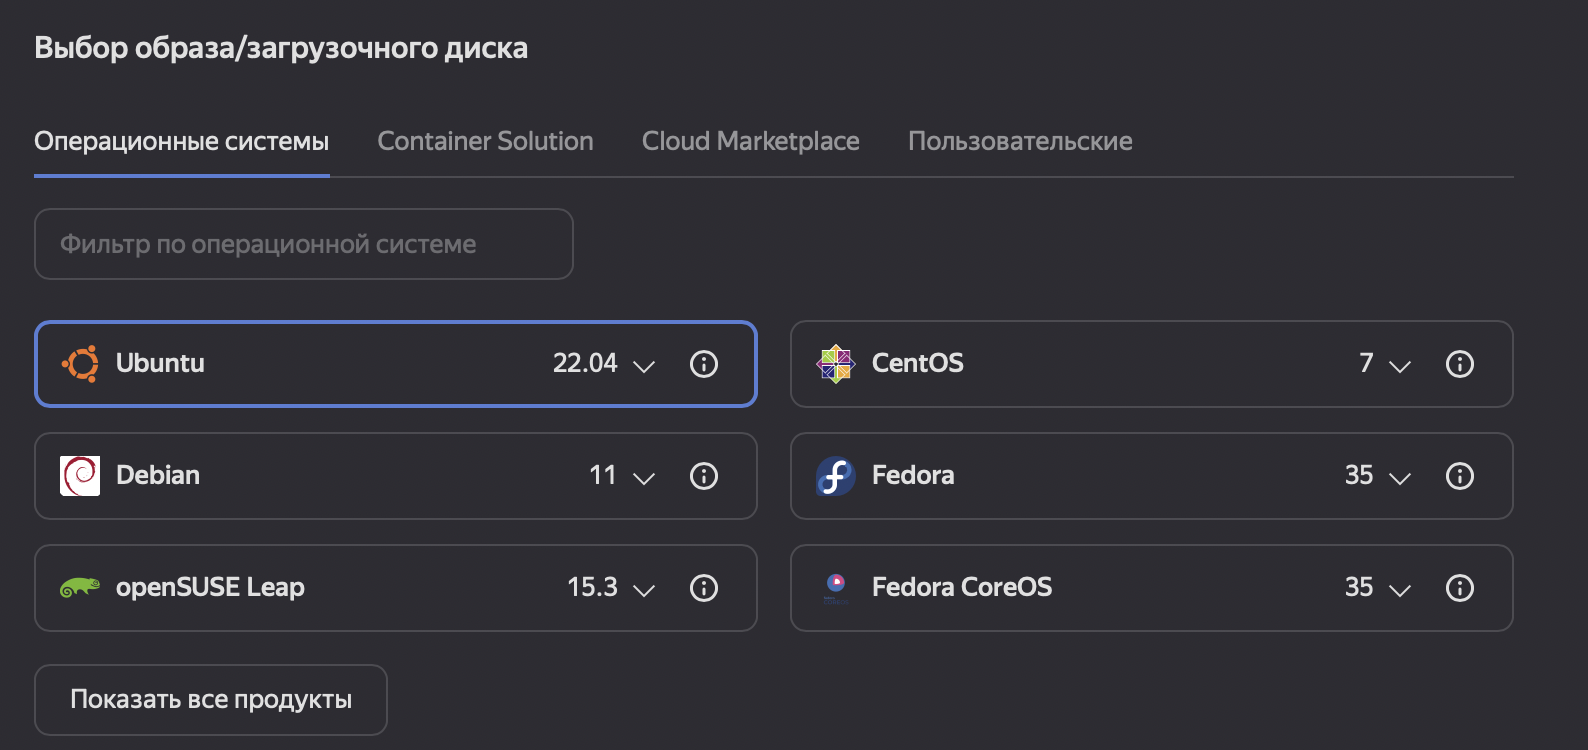 Выбор образа/загрузочного диска
Операционные системы Container Solution Cloud Marketplace Пользовательские
Фильтр по операционной системе
Ubuntu 22.04 CentOS 7
Debian 11 Fedora 35
openSUSE Leap 15.3 Fedora CoreOS 35
Показать все продукты